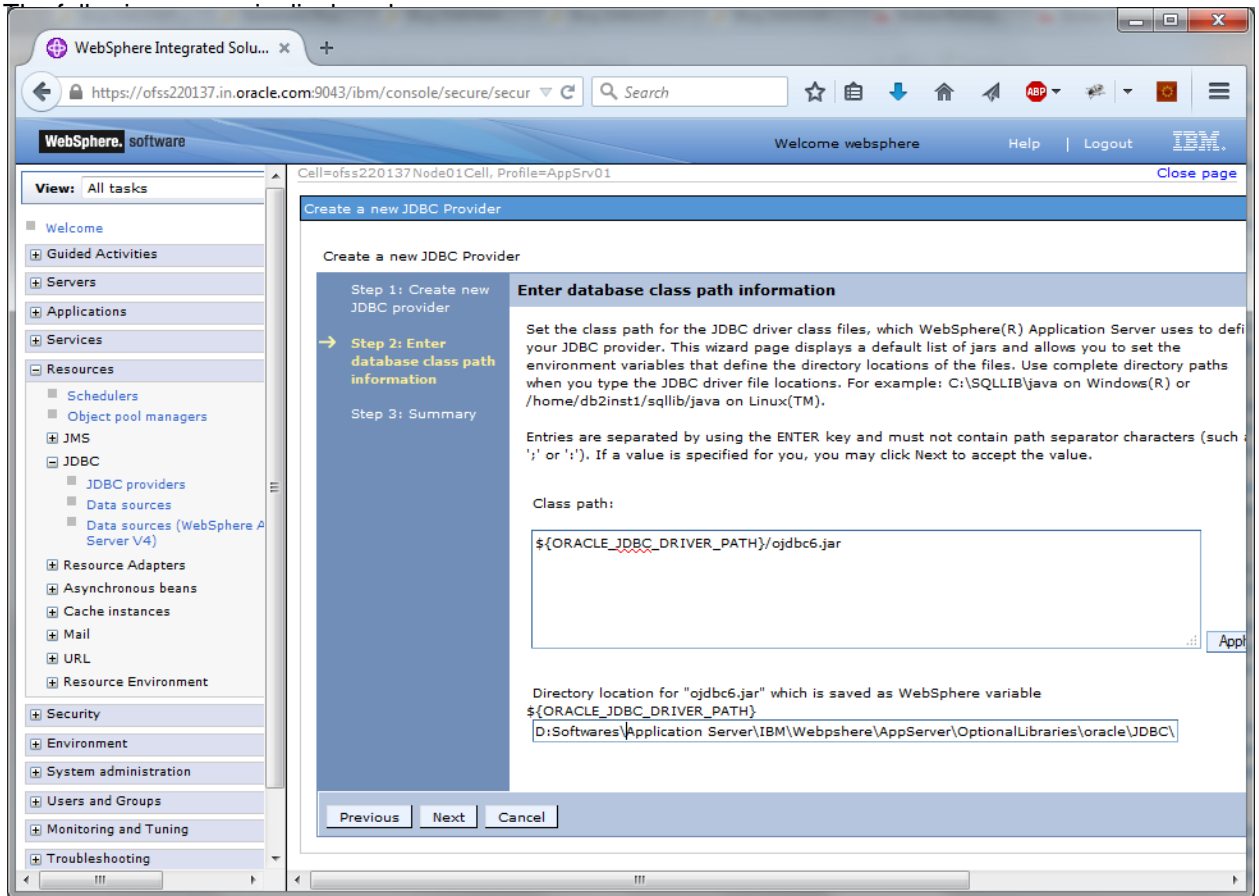 WebSphere Integrated Solu...
https://ofss220137.in.oracle.com:9043/ibm/console/secure/secur
Search
ABP
WebSphere. software
Welcome websphere
Help | Logout
IBM.
View: All tasks
Cell=ofss220137Node01Cell, Profile=AppSrv01
Close page
Welcome
Guided Activities
Servers
Applications
Services
Resources
Schedulers
Object pool managers
JMS
JDBC
JDBC providers
Data sources
Data sources (WebSphere A
Server V4)
Resource Adapters
Asynchronous beans
Cache instances
Mail
URL
Resource Environment
Security
Environment
System administration
Users and Groups
Monitoring and Tuning
Troubleshooting
Create a new JDBC Provider
Create a new JDBC Provider
Step 1: Create new
JDBC provider
Step 2: Enter
database class path
information
Step 3: Summary
Enter database class path information
Set the class path for the JDBC driver class files, which WebSphere(R) Application Server uses to defi
your JDBC provider. This wizard page displays a default list of jars and allows you to set the
environment variables that define the directory locations of the files. Use complete directory paths
when you type the JDBC driver file locations. For example: C:\SQLLIB\java on Windows(R) or
/home/db2inst1/sqllib/java on Linux(TM).
Entries are separated by using the ENTER key and must not contain path separator characters (such
';' or ':'). If a value is specified for you, you may click Next to accept the value.
Class path:
${ORACLE_JDBC_DRIVER_PATH}/ojdbc6.jar
Appl
Directory location for "ojdbc6.jar" which is saved as WebSphere variable
${ORACLE_JDBC_DRIVER_PATH}
D:Softwares\Application Server\IBM\Webpshere\AppServer\OptionalLibraries\oracle\JDBC\
Previous Next Cancel